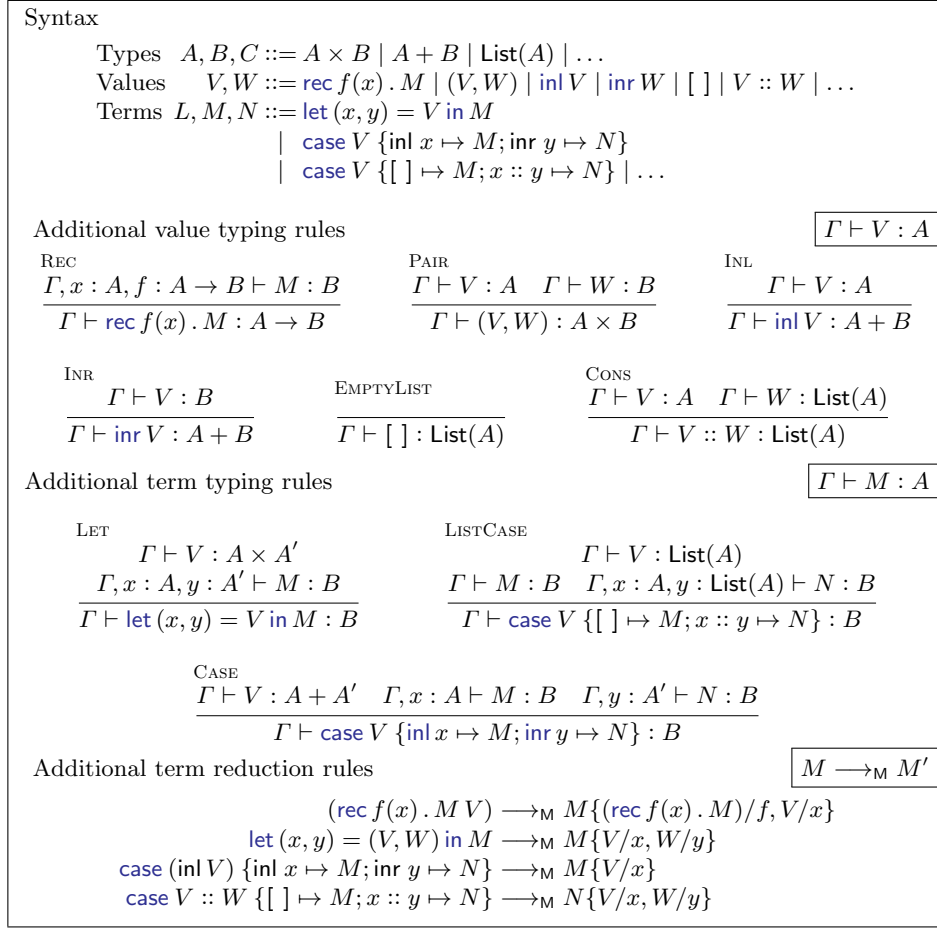 Syntax
Types A, B, C ::= A × B | A + B | List(A) | …
Values V, W ::= rec f(x) . M | (V, W) | inl V | inr W | [ ] | V :: W | …
Terms L, M, N ::= let (x, y) = V in M
| case V {inl x ↦ M; inr y ↦ N}
| case V {[ ] ↦ M; x :: y ↦ N} | …
Additional value typing rules Γ ⊢ V : A
Rec Pair Inl
Γ, x : A, f : A → B ⊢ M : B Γ ⊢ V : A Γ ⊢ W : B Γ ⊢ V : A
Γ ⊢ rec f(x) . M : A → B Γ ⊢ (V, W) : A × B Γ ⊢ inl V : A + B
Inr EmptyList Cons
Γ ⊢ V : B Γ ⊢ V : A Γ ⊢ W : List(A)
Γ ⊢ inr V : A + B Γ ⊢ [ ] : List(A) Γ ⊢ V :: W : List(A)
Additional term typing rules Γ ⊢ M : A
Let ListCase
Γ ⊢ V : A × A′ Γ ⊢ V : List(A)
Γ, x : A, y : A′ ⊢ M : B Γ ⊢ M : B Γ, x : A, y : List(A) ⊢ N : B
Γ ⊢ let (x, y) = V in M : B Γ ⊢ case V {[ ] ↦ M; x :: y ↦ N} : B
Case
Γ ⊢ V : A + A′ Γ, x : A ⊢ M : B Γ, y : A′ ⊢ N : B
Γ ⊢ case V {inl x ↦ M; inr y ↦ N} : B
Additional term reduction rules M ⟶M M′
(rec f(x) . M V) ⟶M M{(rec f(x) . M)/f, V/x}
let (x, y) = (V, W) in M ⟶M M{V/x, W/y}
case (inl V) {inl x ↦ M; inr y ↦ N} ⟶M M{V/x}
case V :: W {[ ] ↦ M; x :: y ↦ N} ⟶M N{V/x, W/y}